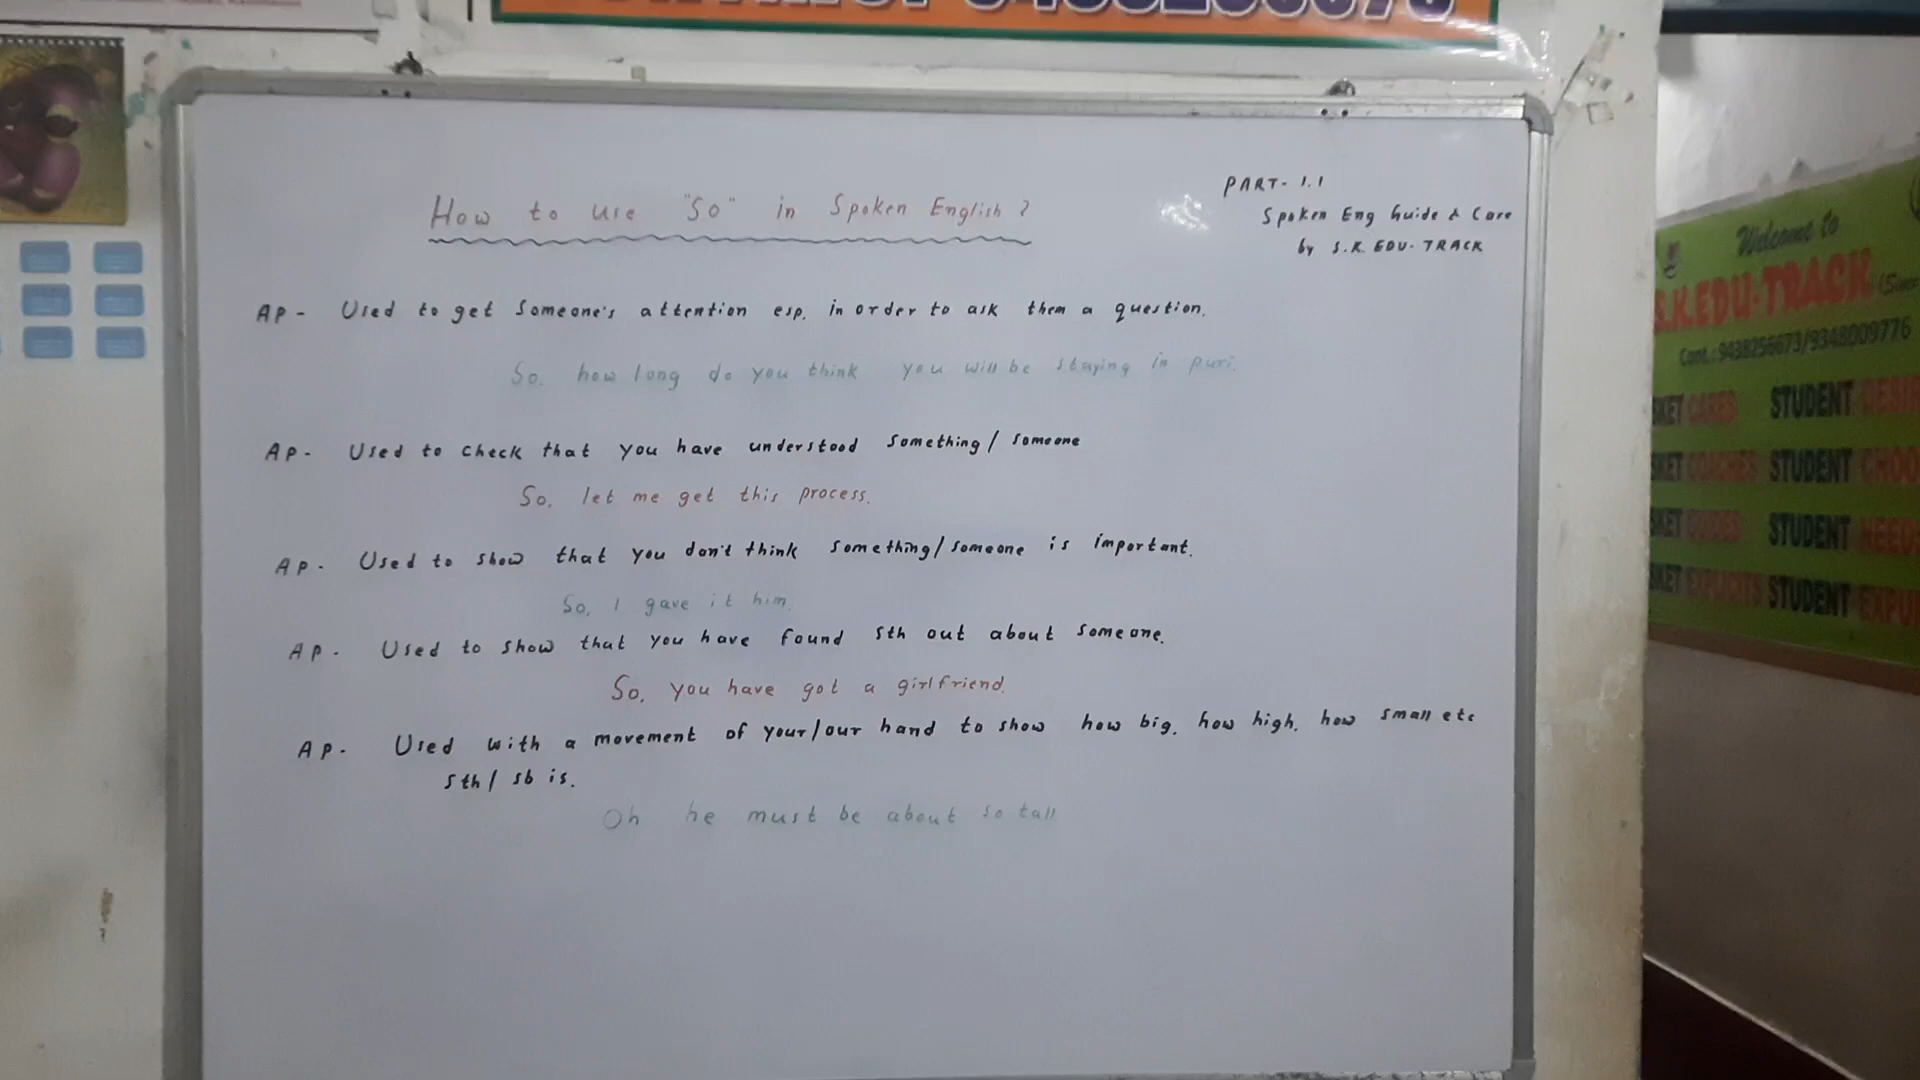 How to use "So" in Spoken English ?
PART- 1.1
Spoken Eng Guide & Care
by S.K. EDU-TRACK
AP - Used to get someone's attention esp. in order to ask them a question.
So, how long do you think you will be staying in puri.
AP - Used to check that you have understood something/someone
So, let me get this process.
AP - Used to show that you don't think something/someone is important.
So, I gave it him.
AP - Used to show that you have found sth out about someone.
So, you have got a girlfriend.
AP - Used with a movement of your/our hand to show how big, how high, how small etc
sth/sb is.
Oh he must be about so tall
Welcome to
S.K.EDU-TRACK
Cont.:9438256673/9348009776
STUDENT
STUDENT
STUDENT
STUDENT